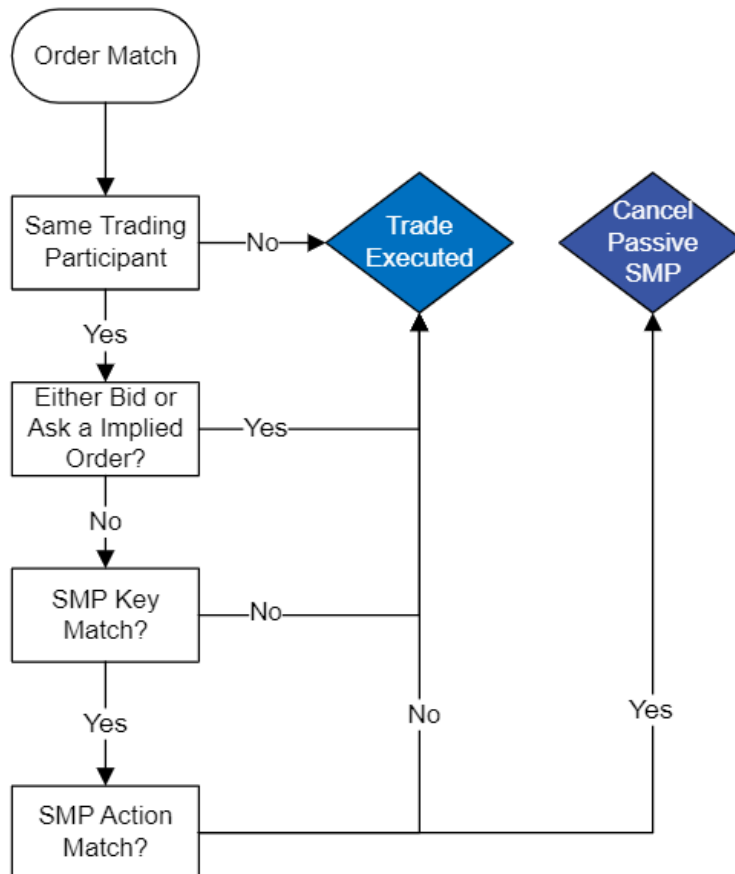 Order Match
Same Trading
Participant
No
Trade
Executed
Cancel
Passive
SMP
Yes
Either Bid or
Ask a Implied
Order?
Yes
No
SMP Key
Match?
No
Yes
No
Yes
SMP Action
Match?